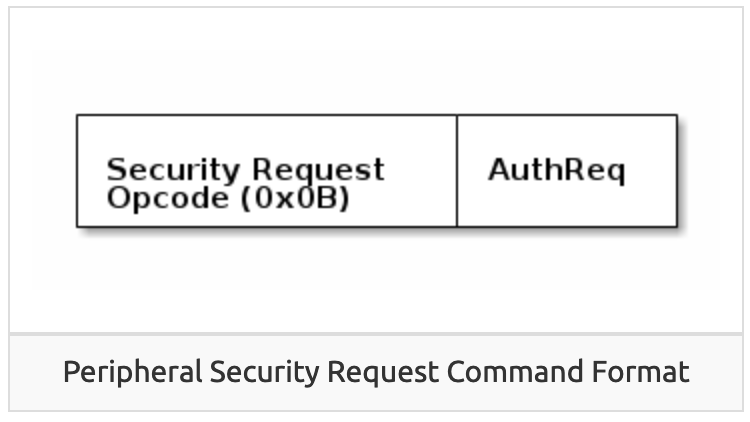 Security Request
Opcode (0x0B)
AuthReq
Peripheral Security Request Command Format